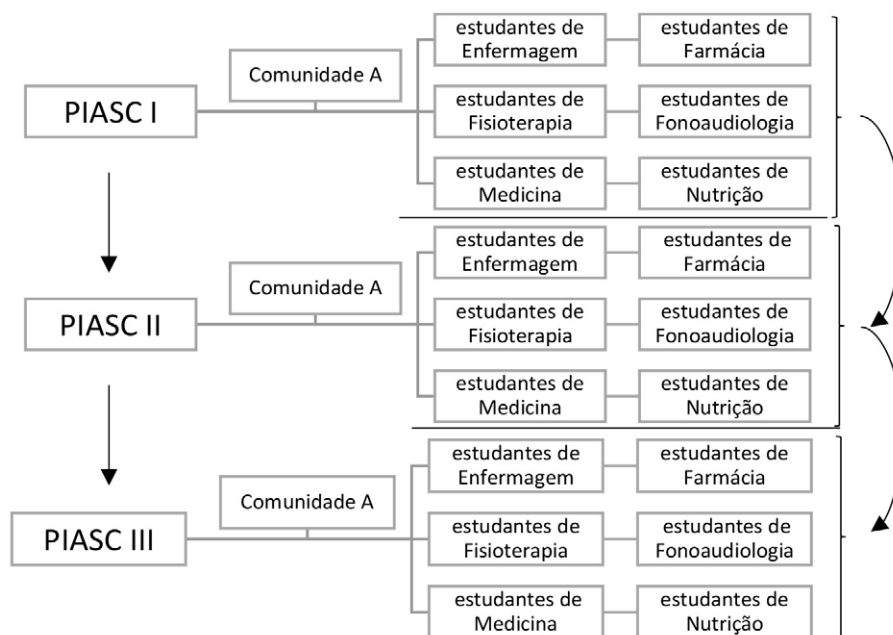 estudantes de
Enfermagem
estudantes de
Farmácia
Comunidade A
PIASC I
estudantes de
Fisioterapia
estudantes de
Fonoaudiologia
estudantes de
Medicina
estudantes de
Nutrição
estudantes de
Enfermagem
estudantes de
Farmácia
Comunidade A
PIASC II
estudantes de
Fisioterapia
estudantes de
Fonoaudiologia
estudantes de
Medicina
estudantes de
Nutrição
estudantes de
Enfermagem
estudantes de
Farmácia
Comunidade A
PIASC III
estudantes de
Fisioterapia
estudantes de
Fonoaudiologia
estudantes de
Medicina
estudantes de
Nutrição